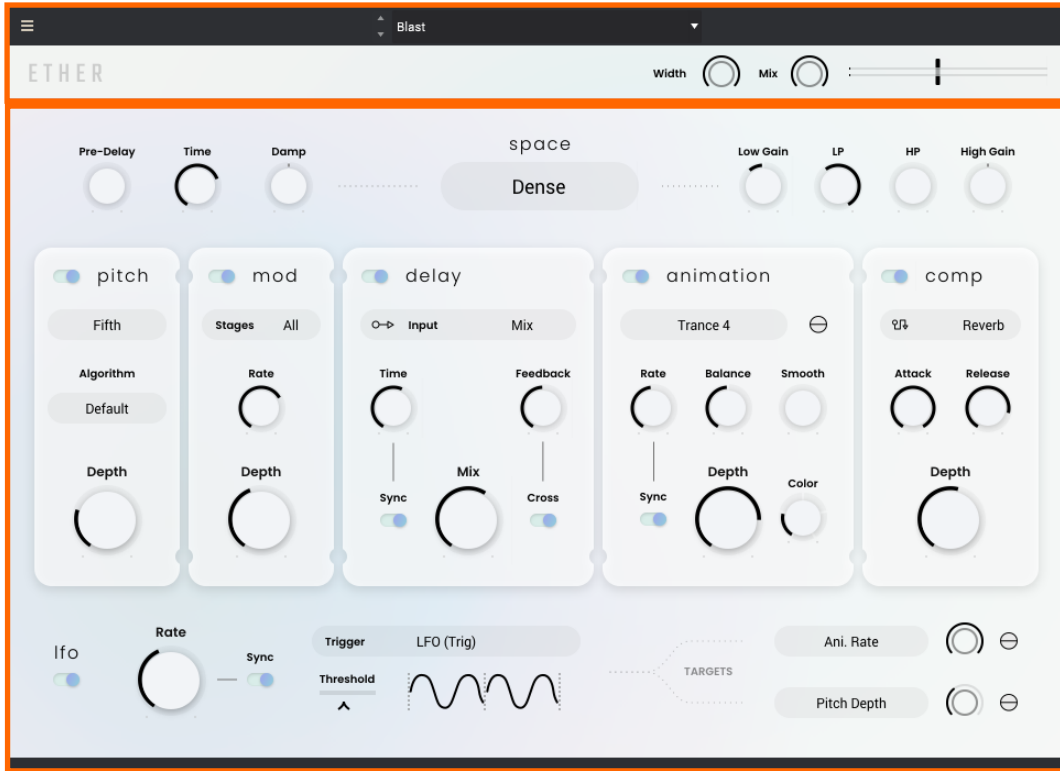 Blast
ETHER
Width Mix
space
Pre-Delay Time Damp Dense Low Gain LP HP High Gain
pitch mod delay animation comp
Fifth Stages All Input Mix Trance 4 Reverb
Algorithm Rate Time Feedback Rate Balance Smooth Attack Release
Default
Depth Depth Mix Depth Color Depth
Sync Cross Sync
lfo Rate Sync Trigger LFO (Trig) Ani. Rate
Threshold TARGETS
Pitch Depth